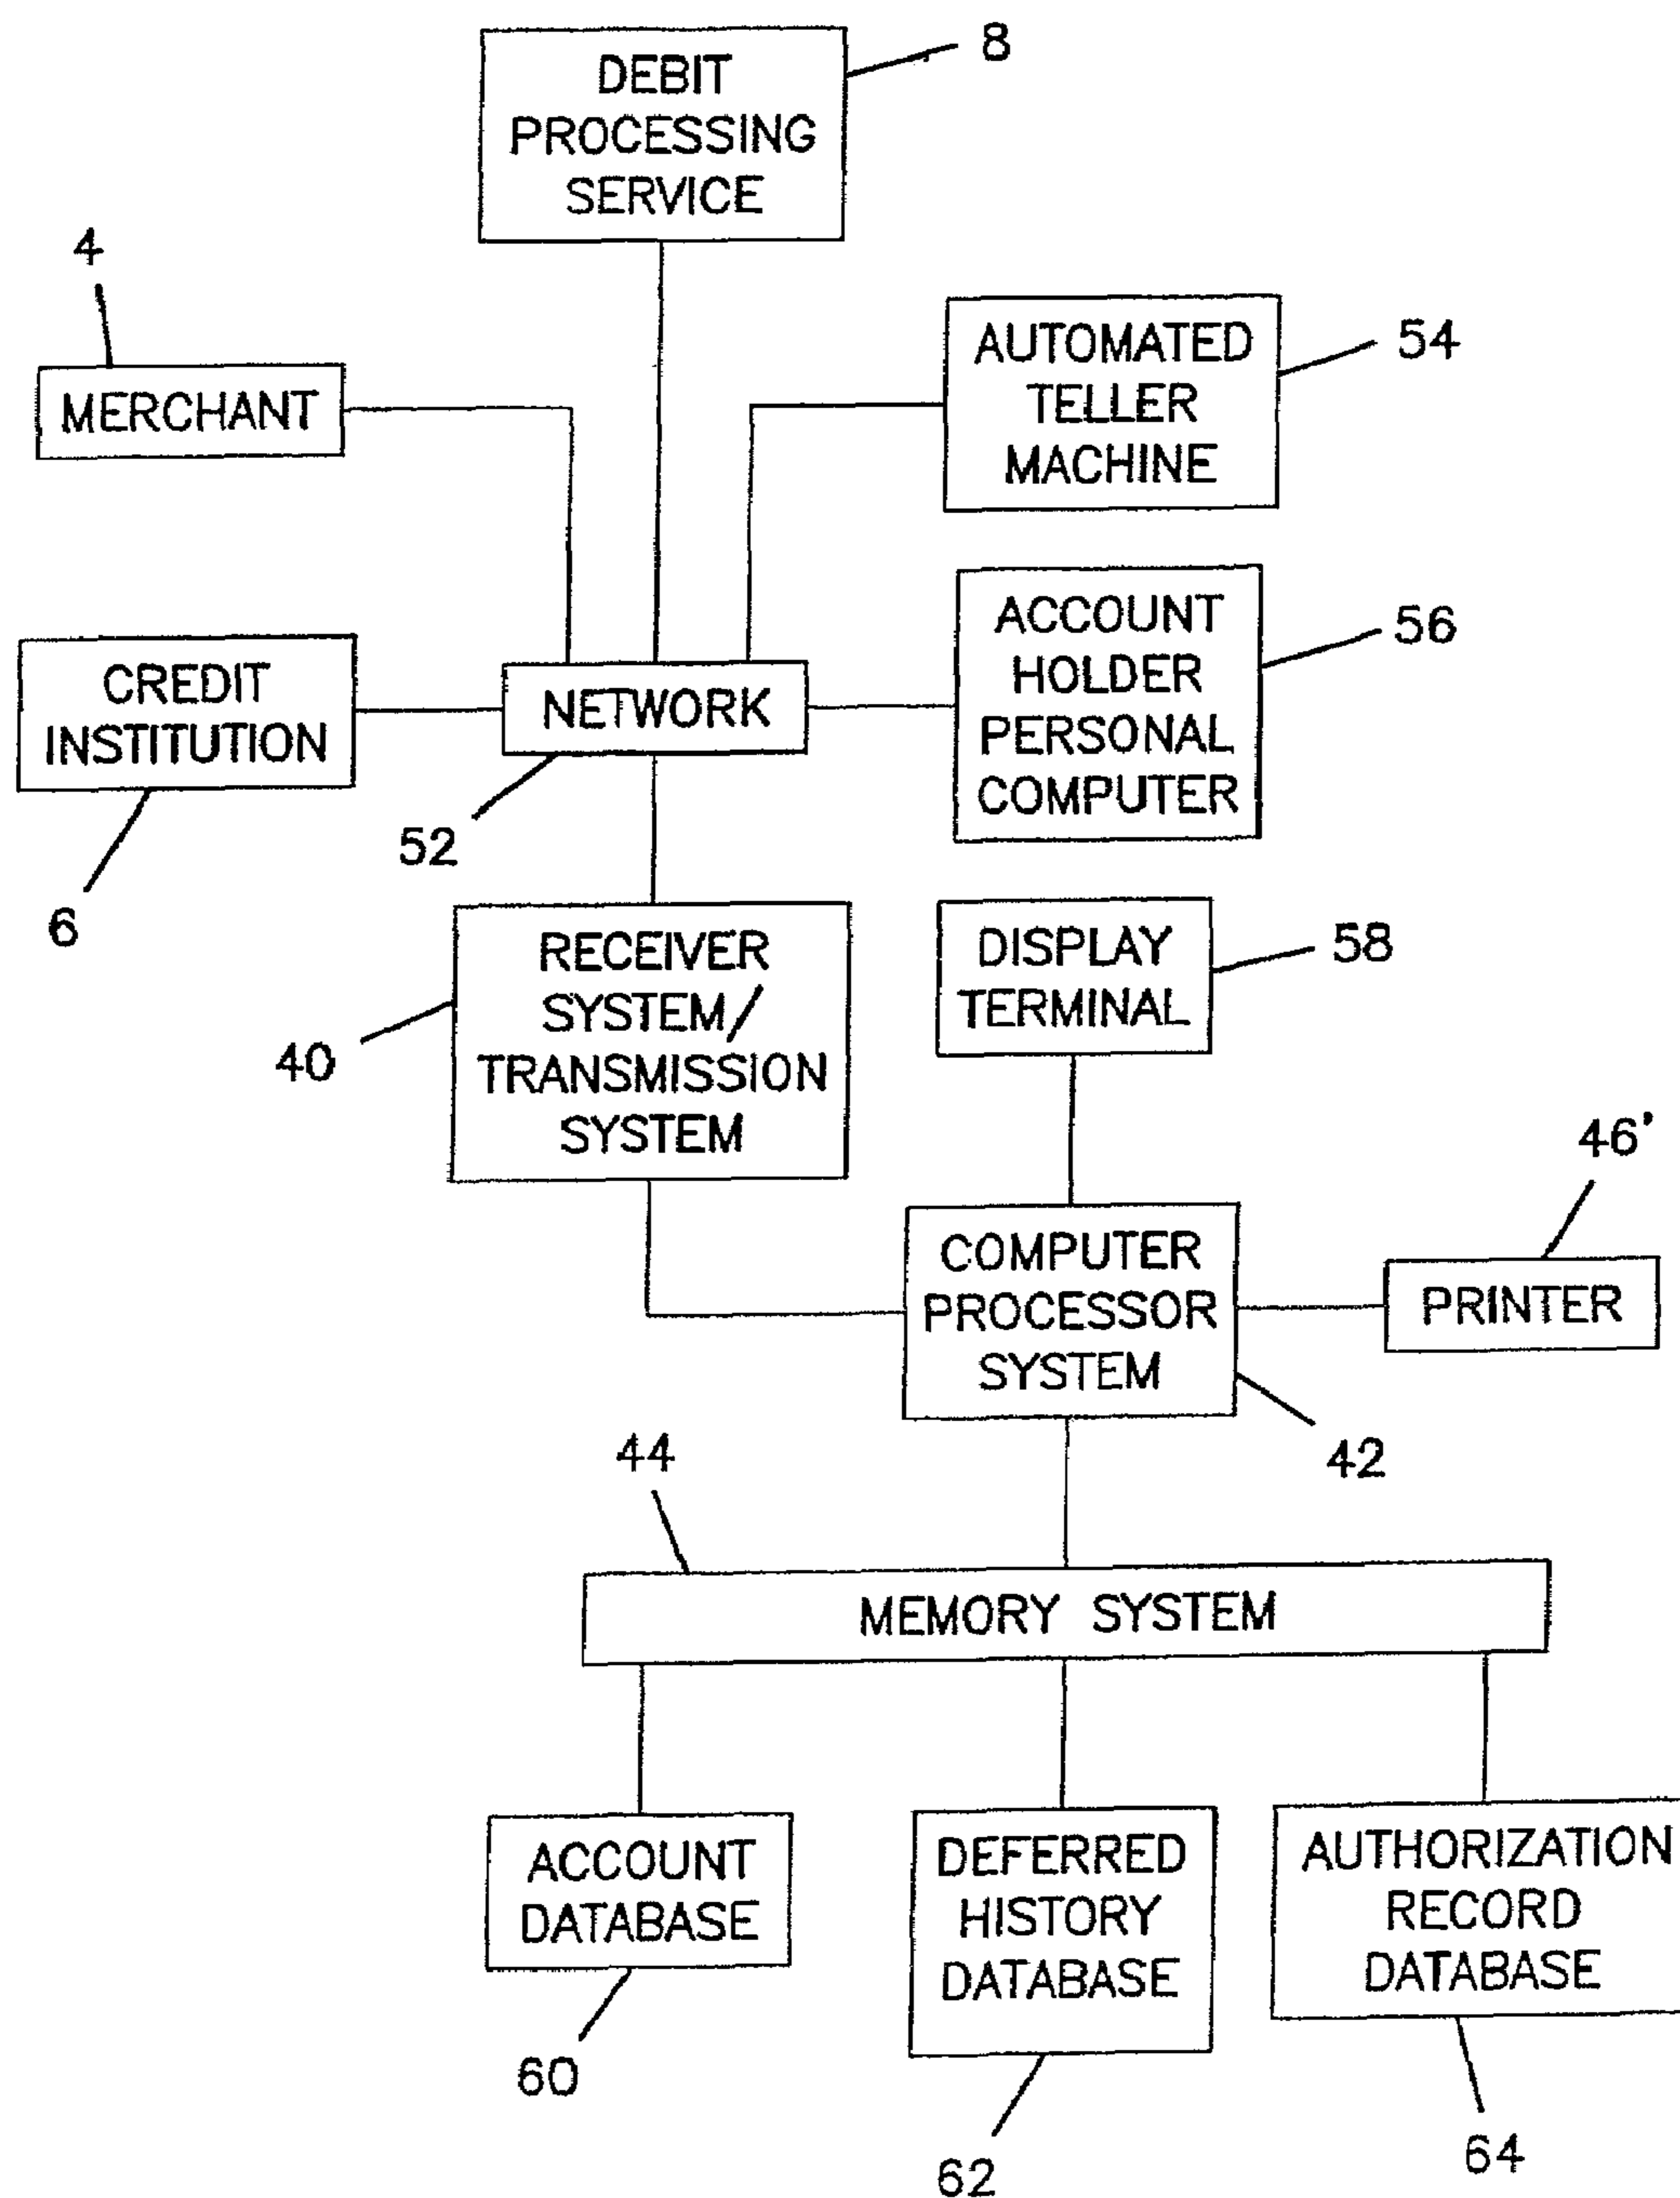 8
DEBIT
PROCESSING
SERVICE
4
MERCHANT
AUTOMATED
TELLER
MACHINE
54
CREDIT
INSTITUTION
6
NETWORK
52
ACCOUNT
HOLDER
PERSONAL
COMPUTER
56
RECEIVER
SYSTEM/
TRANSMISSION
SYSTEM
40
DISPLAY
TERMINAL
58
COMPUTER
PROCESSOR
SYSTEM
42
46'
PRINTER
44
MEMORY SYSTEM
ACCOUNT
DATABASE
60
DEFERRED
HISTORY
DATABASE
62
AUTHORIZATION
RECORD
DATABASE
64